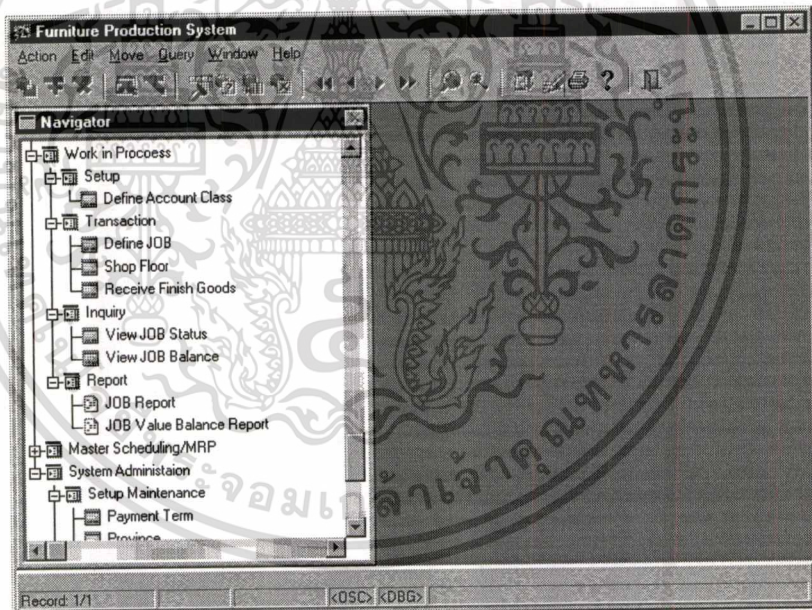 Furniture Production System
Action Edit Move Query Window Help
Navigator
Work in Procoess
Setup
Define Account Class
Transaction
Define JOB
Shop Floor
Receive Finish Goods
Inquiry
View JOB Status
View JOB Balance
Report
JOB Report
JOB Value Balance Report
Master Scheduling/MRP
System Administaion
Setup Maintenance
Payment Term
Province
Record: 1/1 <OSC> <DBG>